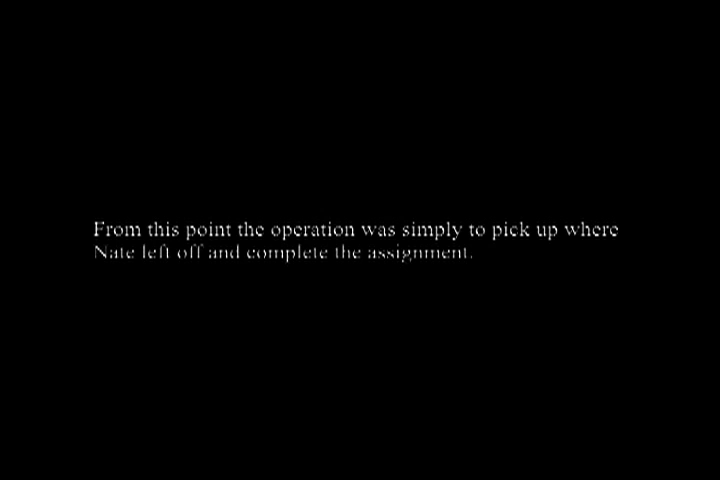 From this point the operation was simply to pick up where
Nate left off and complete the assignment.